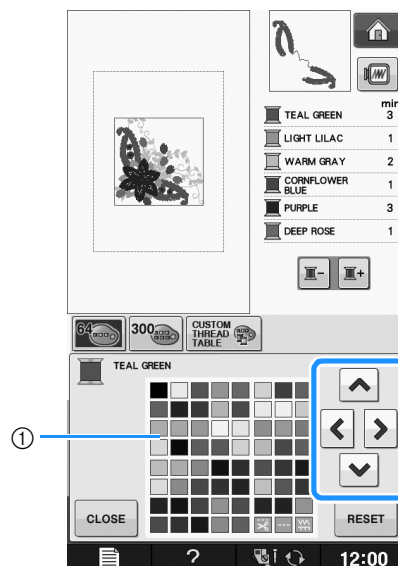 min
TEAL GREEN 3
LIGHT LILAC 1
WARM GRAY 2
CORNFLOWER
BLUE 1
PURPLE 3
DEEP ROSE 1
64
300
CUSTOM
THREAD
TABLE
TEAL GREEN
①
CLOSE
RESET
?
12:00